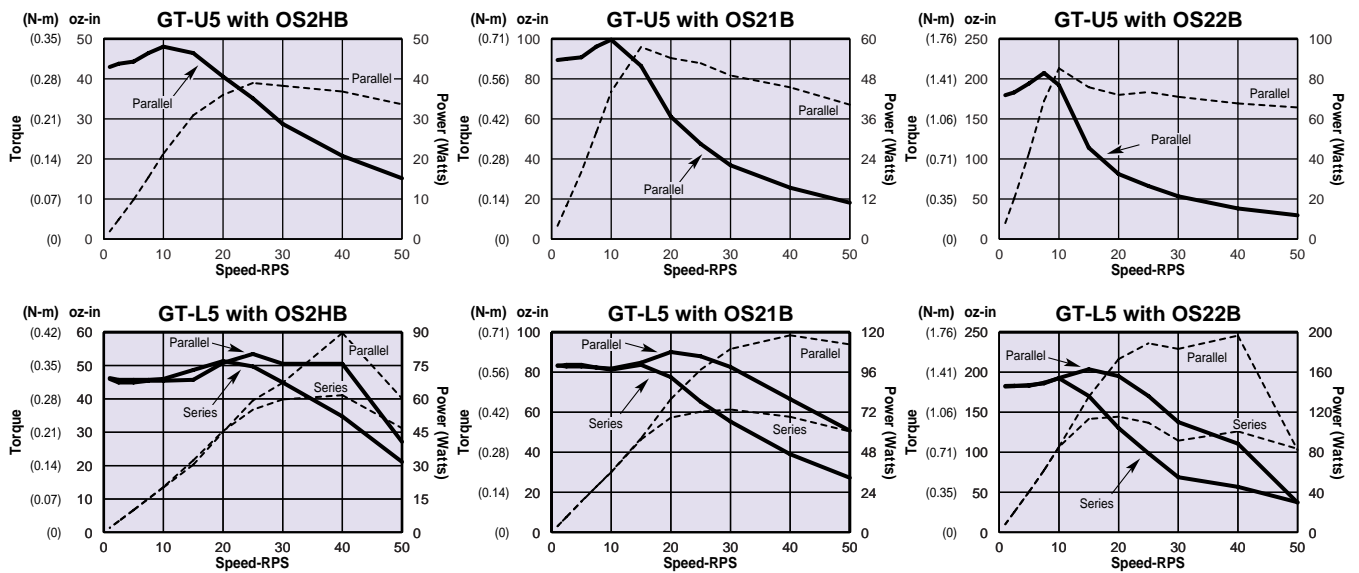 GT-U5 with OS2HB
(N-m) oz-in
(0.35) 50
(0.28) 40
(0.21) 30
(0.14) 20
(0.07) 10
(0) 0
Torque
Parallel
Parallel
50
40
30
20
10
0
Power (Watts)
0 10 20 30 40 50
Speed-RPS
GT-U5 with OS21B
(N-m) oz-in
(0.71) 100
(0.56) 80
(0.42) 60
(0.28) 40
(0.14) 20
(0) 0
Torque
Parallel
Parallel
60
48
36
24
12
0
Power (Watts)
0 10 20 30 40 50
Speed-RPS
GT-U5 with OS22B
(N-m) oz-in
(1.76) 250
(1.41) 200
(1.06) 150
(0.71) 100
(0.35) 50
(0) 0
Torque
Parallel
Parallel
100
80
60
40
20
0
Power (Watts)
0 10 20 30 40 50
Speed-RPS
GT-L5 with OS2HB
(N-m) oz-in
(0.42) 60
(0.35) 50
(0.28) 40
(0.21) 30
(0.14) 20
(0.07) 10
(0) 0
Torque
Parallel
Parallel
Series
Series
90
75
60
45
30
15
0
Power (Watts)
0 10 20 30 40 50
Speed-RPS
GT-L5 with OS21B
(N-m) oz-in
(0.71) 100
(0.56) 80
(0.42) 60
(0.28) 40
(0.14) 20
(0) 0
Torque
Parallel
Parallel
Series
Series
120
96
72
48
24
0
Power (Watts)
0 10 20 30 40 50
Speed-RPS
GT-L5 with OS22B
(N-m) oz-in
(1.76) 250
(1.41) 200
(1.06) 150
(0.71) 100
(0.35) 50
(0) 0
Torque
Parallel
Parallel
Series
Series
200
160
120
80
40
0
Power (Watts)
0 10 20 30 40 50
Speed-RPS